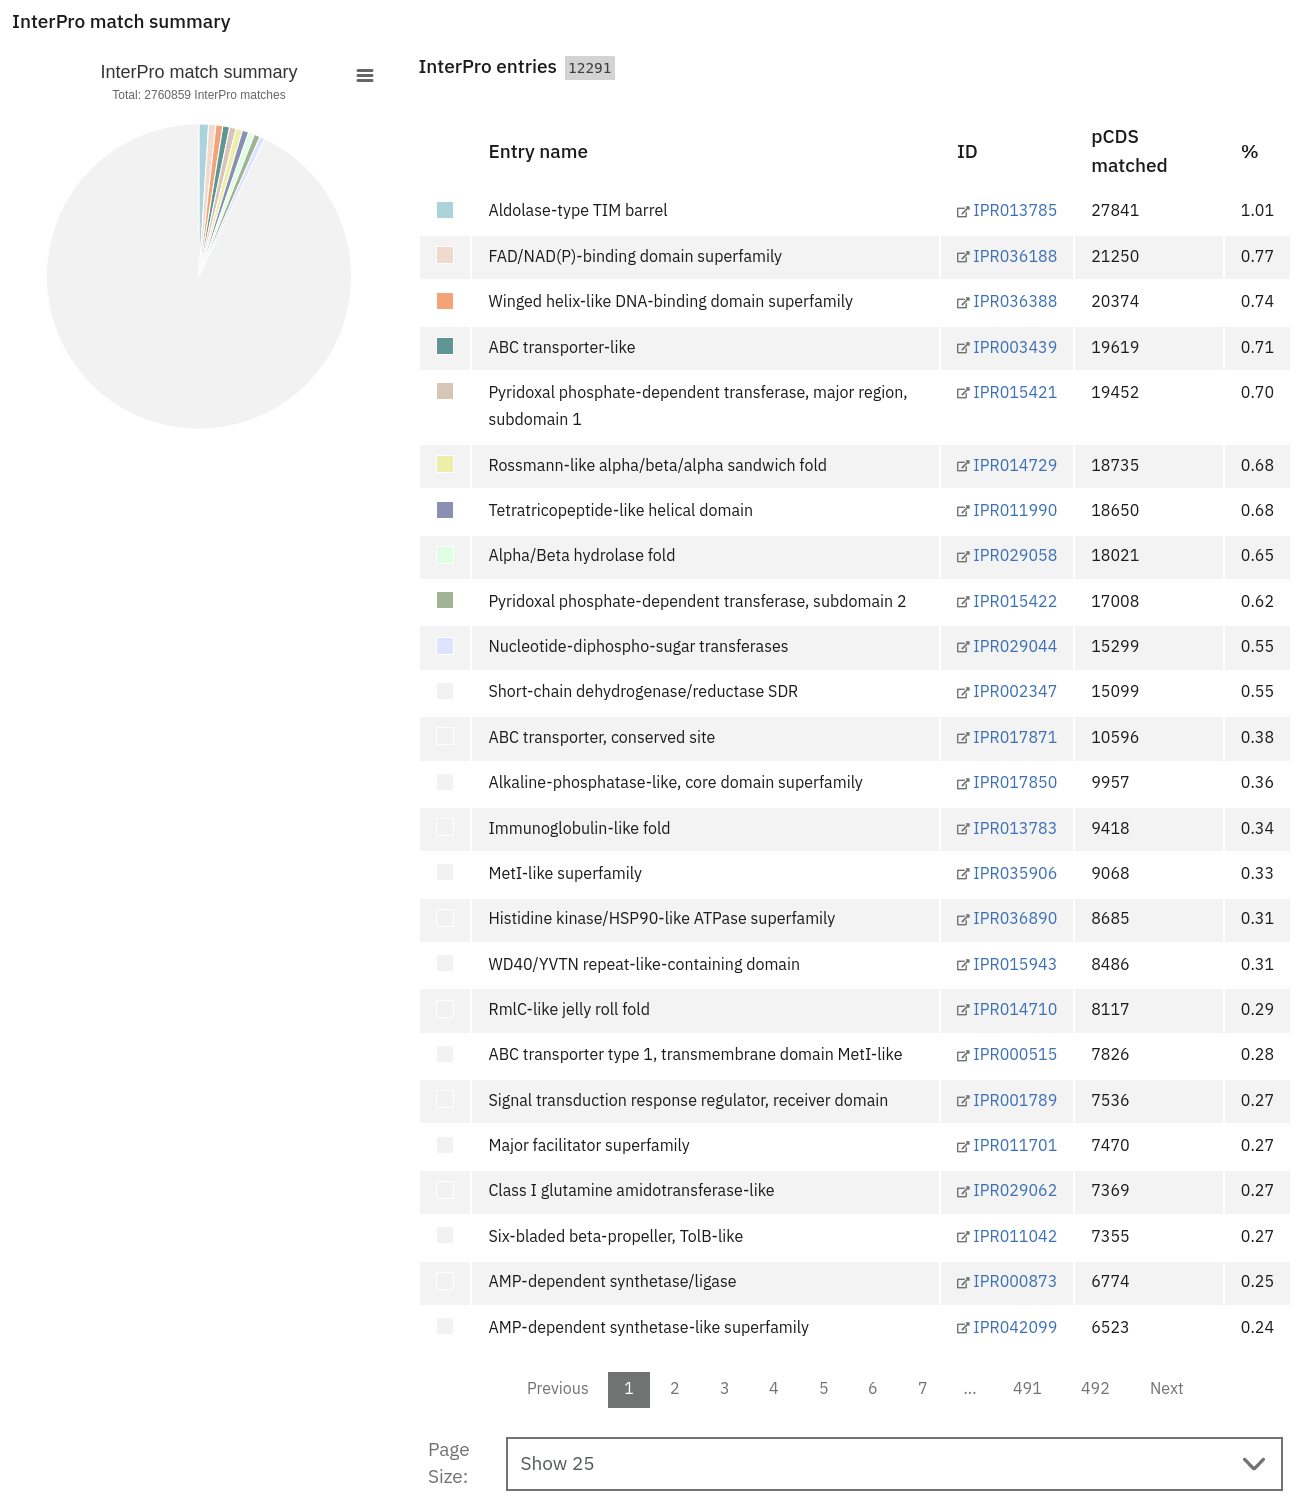 InterPro match summary
InterPro match summary
Total: 2760859 InterPro matches
InterPro entries 12291
Entry name ID pCDS matched %
Aldolase-type TIM barrel IPR013785 27841 1.01
FAD/NAD(P)-binding domain superfamily IPR036188 21250 0.77
Winged helix-like DNA-binding domain superfamily IPR036388 20374 0.74
ABC transporter-like IPR003439 19619 0.71
Pyridoxal phosphate-dependent transferase, major region, IPR015421 19452 0.70
subdomain 1
Rossmann-like alpha/beta/alpha sandwich fold IPR014729 18735 0.68
Tetratricopeptide-like helical domain IPR011990 18650 0.68
Alpha/Beta hydrolase fold IPR029058 18021 0.65
Pyridoxal phosphate-dependent transferase, subdomain 2 IPR015422 17008 0.62
Nucleotide-diphospho-sugar transferases IPR029044 15299 0.55
Short-chain dehydrogenase/reductase SDR IPR002347 15099 0.55
ABC transporter, conserved site IPR017871 10596 0.38
Alkaline-phosphatase-like, core domain superfamily IPR017850 9957 0.36
Immunoglobulin-like fold IPR013783 9418 0.34
MetI-like superfamily IPR035906 9068 0.33
Histidine kinase/HSP90-like ATPase superfamily IPR036890 8685 0.31
WD40/YVTN repeat-like-containing domain IPR015943 8486 0.31
RmlC-like jelly roll fold IPR014710 8117 0.29
ABC transporter type 1, transmembrane domain MetI-like IPR000515 7826 0.28
Signal transduction response regulator, receiver domain IPR001789 7536 0.27
Major facilitator superfamily IPR011701 7470 0.27
Class I glutamine amidotransferase-like IPR029062 7369 0.27
Six-bladed beta-propeller, TolB-like IPR011042 7355 0.27
AMP-dependent synthetase/ligase IPR000873 6774 0.25
AMP-dependent synthetase-like superfamily IPR042099 6523 0.24
Previous 1 2 3 4 5 6 7 ... 491 492 Next
Page
Size:
Show 25